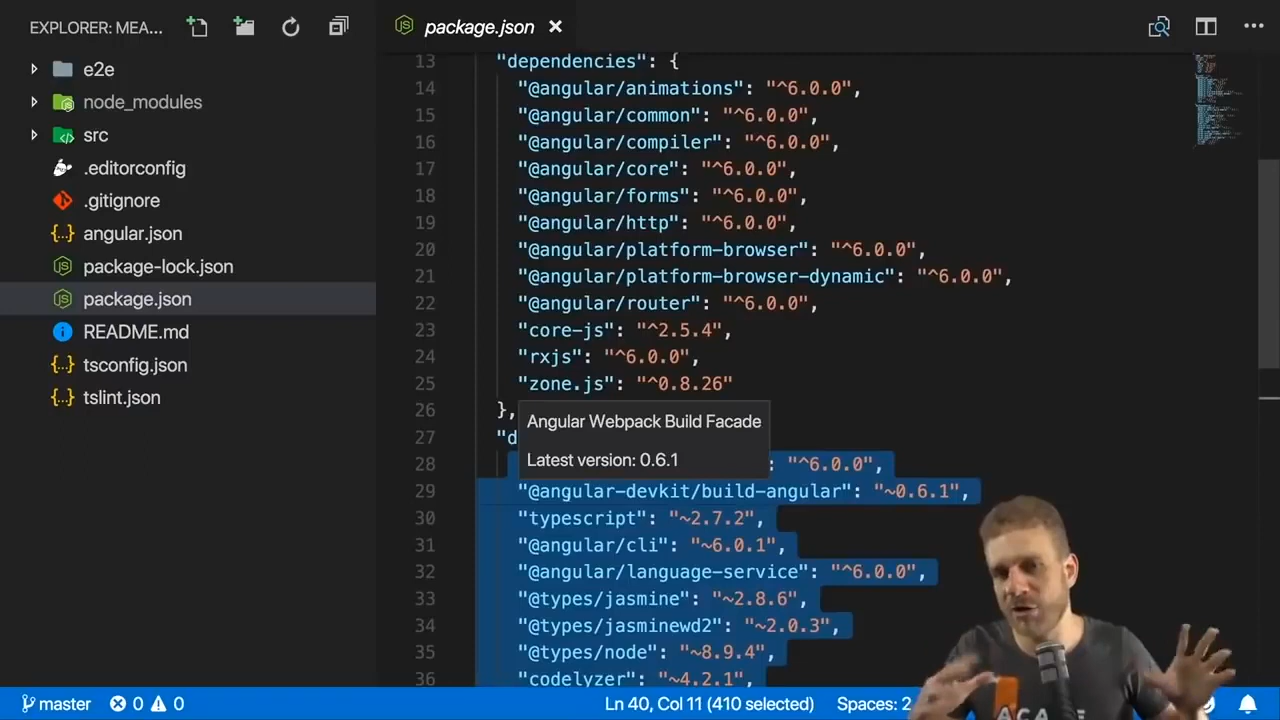 EXPLORER: MEA...
package.json
e2e
node_modules
src
.editorconfig
.gitignore
angular.json
package-lock.json
package.json
README.md
tsconfig.json
tslint.json
13 "dependencies": {
14 "@angular/animations": "^6.0.0",
15 "@angular/common": "^6.0.0",
16 "@angular/compiler": "^6.0.0",
17 "@angular/core": "^6.0.0",
18 "@angular/forms": "^6.0.0",
19 "@angular/http": "^6.0.0",
20 "@angular/platform-browser": "^6.0.0",
21 "@angular/platform-browser-dynamic": "^6.0.0",
22 "@angular/router": "^6.0.0",
23 "core-js": "^2.5.4",
24 "rxjs": "^6.0.0",
25 "zone.js": "^0.8.26"
26 },
Angular Webpack Build Facade
27 "d
Latest version: 0.6.1
28 : "^6.0.0",
29 "@angular-devkit/build-angular": "~0.6.1",
30 "typescript": "~2.7.2",
31 "@angular/cli": "~6.0.1",
32 "@angular/language-service": "^6.0.0",
33 "@types/jasmine": "~2.8.6",
34 "@types/jasminewd2": "~2.0.3",
35 "@types/node": "~8.9.4",
36 "codelyzer": "~4.2.1",
master 0 0 Ln 40, Col 11 (410 selected) Spaces: 2
ACA